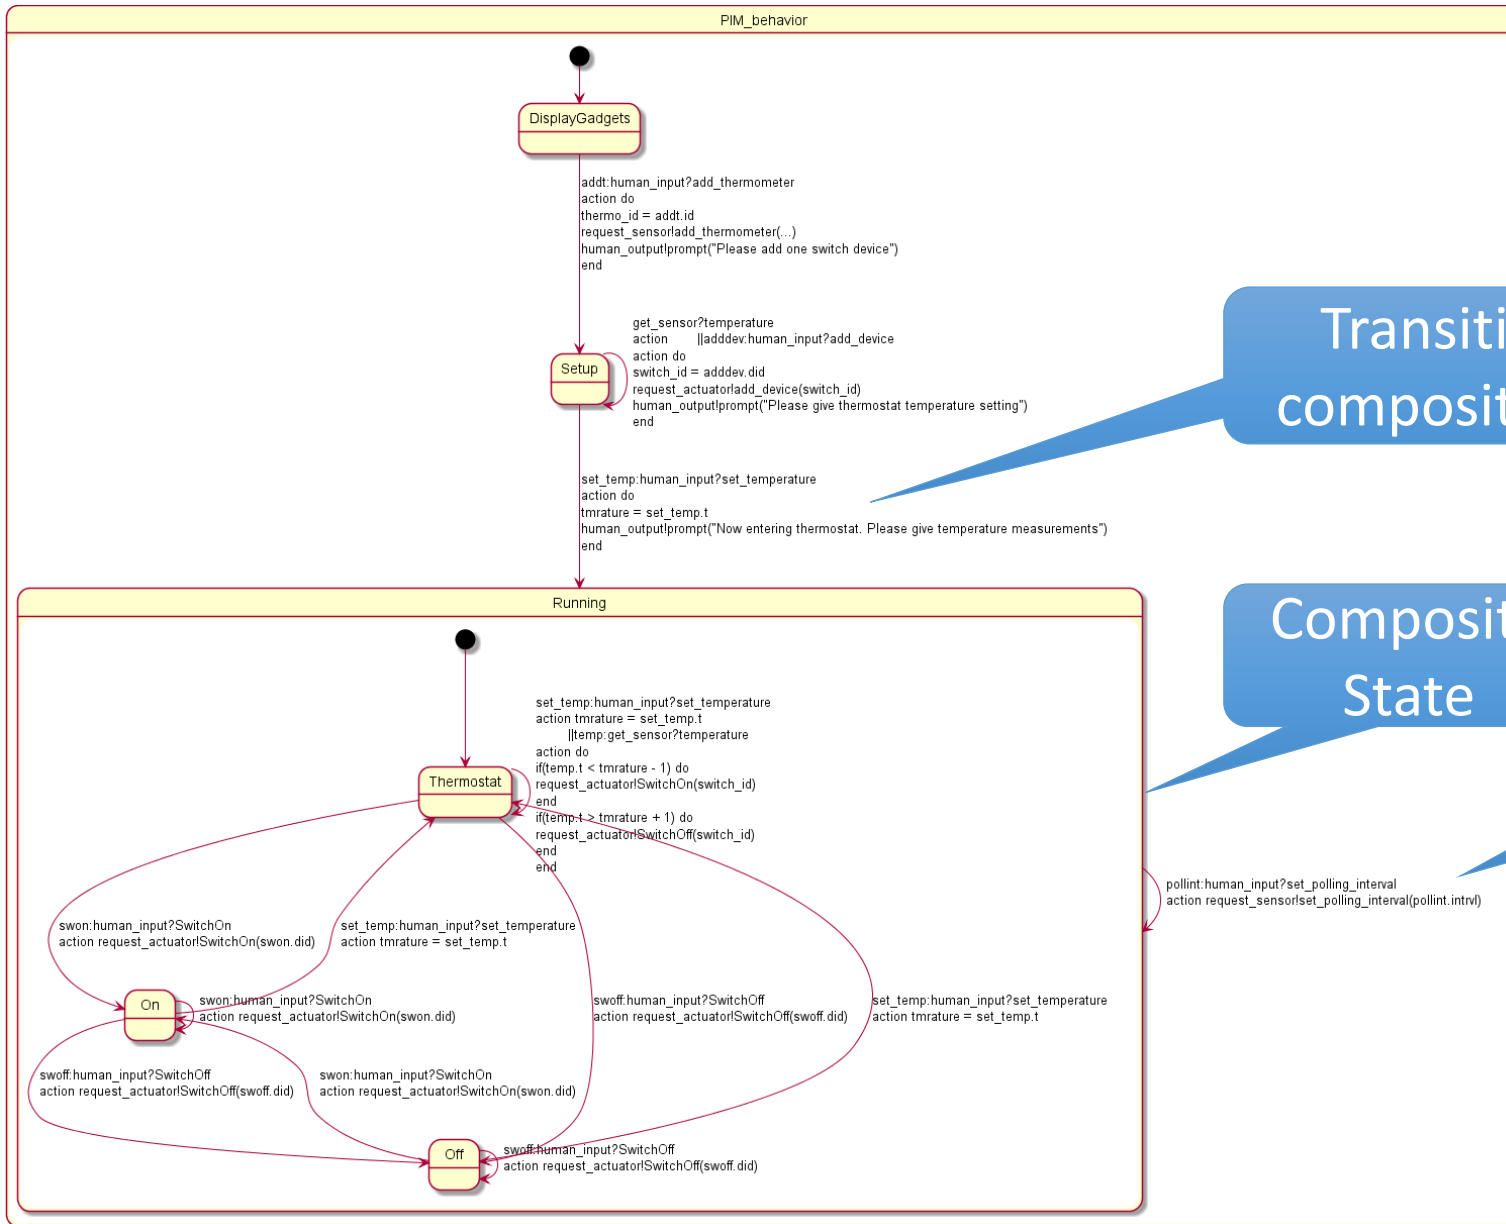 PIM_behavior
DisplayGadgets
addt:human_input?add_thermometer
action do
thermo_id = addt.id
request_sensor!add_thermometer(...)
human_output!prompt("Please add one switch device")
end
get_sensor?temperature
action ||adddev:human_input?add_device
action do
switch_id = adddev.did
request_actuator!add_device(switch_id)
human_output!prompt("Please give thermostat temperature setting")
end
Setup
Transiti
composit
set_temp:human_input?set_temperature
action do
tmrature = set_temp.t
human_output!prompt("Now entering thermostat. Please give temperature measurements")
end
Running
Composit
State
set_temp:human_input?set_temperature
action tmrature = set_temp.t
||temp:get_sensor?temperature
action do
if(temp.t < tmrature - 1) do
request_actuator!SwitchOn(switch_id)
end
if(temp.t > tmrature + 1) do
request_actuator!SwitchOff(switch_id)
end
end
Thermostat
pollint:human_input?set_polling_interval
action request_sensor!set_polling_interval(pollint.intrvl)
swon:human_input?SwitchOn
action request_actuator!SwitchOn(swon.did)
set_temp:human_input?set_temperature
action tmrature = set_temp.t
On
swon:human_input?SwitchOn
action request_actuator!SwitchOn(swon.did)
swoff:human_input?SwitchOff
action request_actuator!SwitchOff(swoff.did)
set_temp:human_input?set_temperature
action tmrature = set_temp.t
swoff:human_input?SwitchOff
action request_actuator!SwitchOff(swoff.did)
swon:human_input?SwitchOn
action request_actuator!SwitchOn(swon.did)
Off
swoff:human_input?SwitchOff
action request_actuator!SwitchOff(swoff.did)